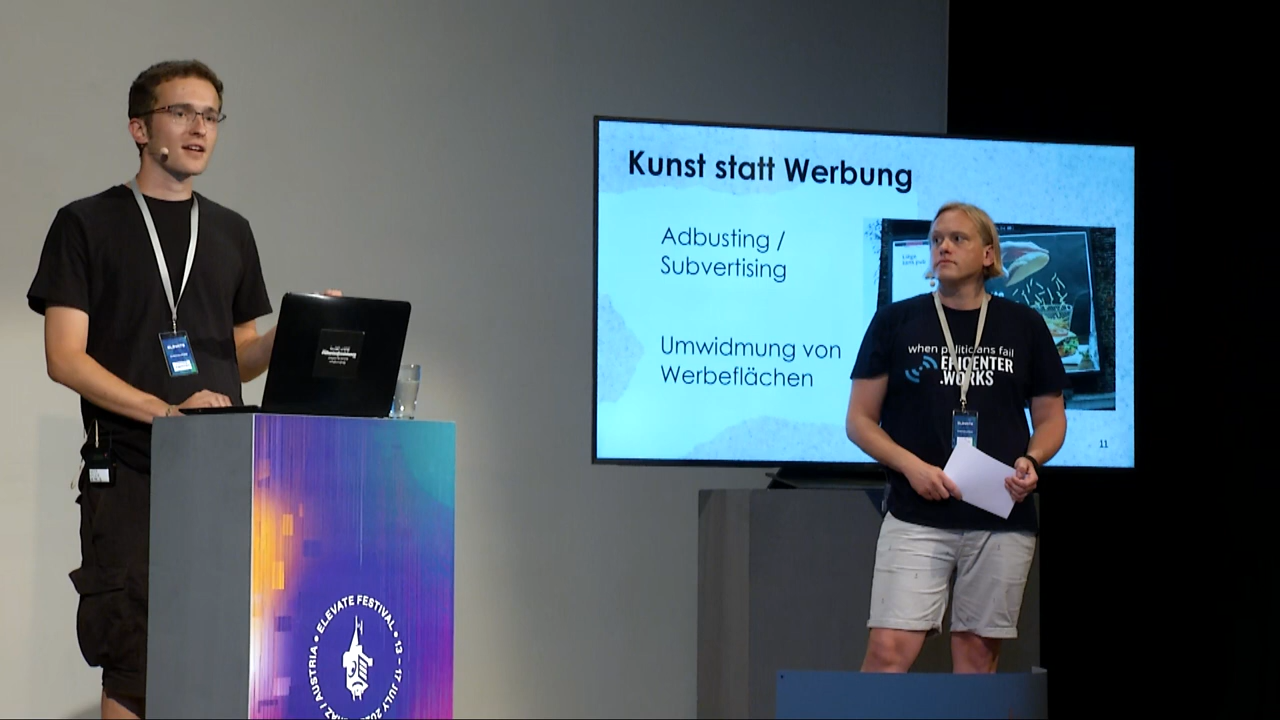 Kunst statt Werbung
Adbusting /
Subvertising
Umwidmung von
Werbeflächen
11
when politicians fail
EPICENTER
.WORKS
ELEVATE
ELEVATE FESTIVAL • 13 – 17 JULY
/ AUSTRIA •